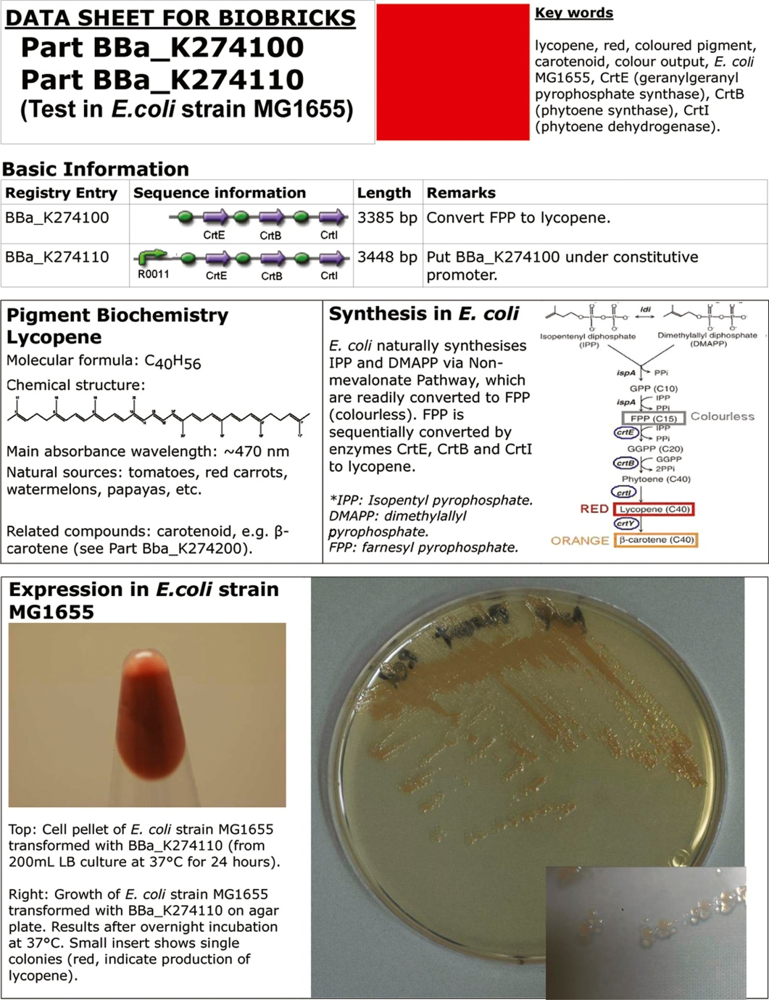 DATA SHEET FOR BIOBRICKS
Part BBa_K274100
Part BBa_K274110
(Test in E.coli strain MG1655)
Key words
lycopene, red, coloured pigment,
carotenoid, colour output, E. coli
MG1655, CrtE (geranylgeranyl
pyrophosphate synthase), CrtB
(phytoene synthase), CrtI
(phytoene dehydrogenase).
Basic Information
Registry Entry Sequence information Length Remarks
BBa_K274100 3385 bp Convert FPP to lycopene.
CrtE CrtB CrtI
BBa_K274110 3448 bp Put BBa_K274100 under constitutive
promoter.
R0011 CrtE CrtB CrtI
Pigment Biochemistry
Lycopene
Molecular formula: C40H56
Chemical structure:
Main absorbance wavelength: ~470 nm
Natural sources: tomatoes, red carrots,
watermelons, papayas, etc.
Related compounds: carotenoid, e.g. β-
carotene (see Part Bba_K274200).
Synthesis in E. coli
E. coli naturally synthesises
IPP and DMAPP via Non-
mevalonate Pathway, which
are readily converted to FPP
(colourless). FPP is
sequentially converted by
enzymes CrtE, CrtB and CrtI
to lycopene.
*IPP: Isopentyl pyrophosphate.
DMAPP: dimethylallyl
pyrophosphate.
FPP: farnesyl pyrophosphate.
Idi
Isopentenyl diphosphate
(IPP)
Dimethylallyl diphosphate
(DMAPP)
ispA PPi
GPP (C10)
ispA IPP
PPi
FPP (C15) Colourless
crtE IPP
PPi
GGPP (C20)
crtB GGPP
2PPi
Phytoene (C40)
crtI
RED Lycopene (C40)
crtY
ORANGE β-carotene (C40)
Expression in E.coli strain
MG1655
Top: Cell pellet of E. coli strain MG1655
transformed with BBa_K274110 (from
200mL LB culture at 37°C for 24 hours).
Right: Growth of E. coli strain MG1655
transformed with BBa_K274110 on agar
plate. Results after overnight incubation
at 37°C. Small insert shows single
colonies (red, indicate production of
lycopene).